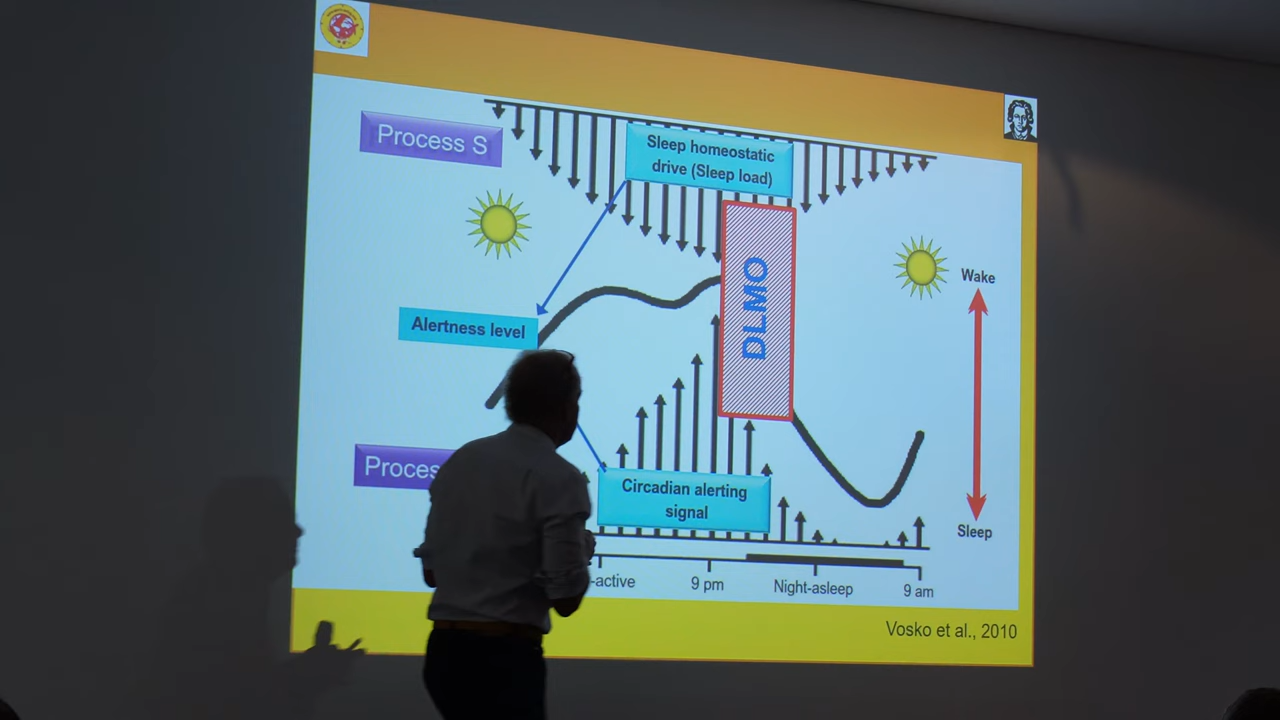 Process S
Sleep homeostatic
drive (Sleep load)
DLMO
Wake
Alertness level
Circadian alerting
signal
Sleep
-active
9 pm
Night-asleep
9 am
Vosko et al., 2010